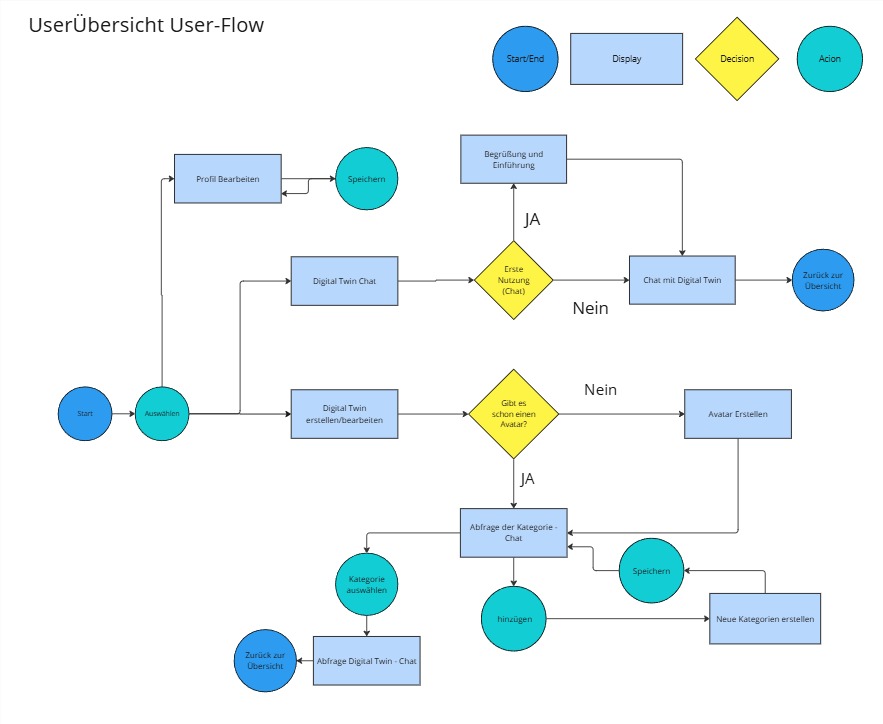 UserÜbersicht User-Flow
Start/End
Display
Decision
Acion
Begrüßung und
Einführung
Profil Bearbeiten
Speichern
JA
Digital Twin Chat
Erste
Nutzung
(Chat)
Chat mit Digital Twin
Zurück zur
Übersicht
Nein
Start
Auswählen
Digital Twin
erstellen/bearbeiten
Gibt es
schon einen
Avatar?
Nein
Avatar Erstellen
JA
Abfrage der Kategorie -
Chat
Kategorie
auswählen
Speichern
hinzügen
Neue Kategorien erstellen
Zurück zur
Übersicht
Abfrage Digital Twin - Chat